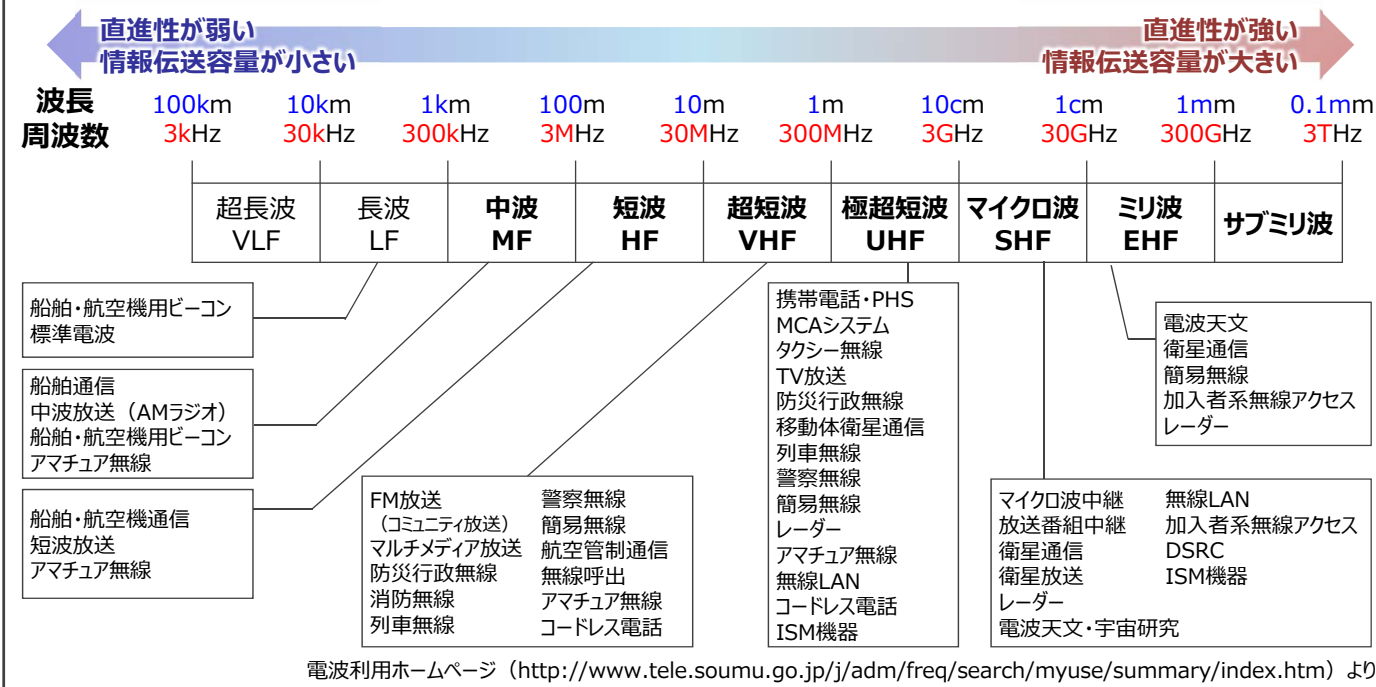 直進性が弱い
情報伝送容量が小さい
直進性が強い
情報伝送容量が大きい
波長 100km 10km 1km 100m 10m 1m 10cm 1cm 1mm 0.1mm
周波数 3kHz 30kHz 300kHz 3MHz 30MHz 300MHz 3GHz 30GHz 300GHz 3THz
超長波
VLF
長波
LF
中波
MF
短波
HF
超短波
VHF
極超短波
UHF
マイクロ波
SHF
ミリ波
EHF
サブミリ波
船舶・航空機用ビーコン
標準電波
船舶通信
中波放送（AMラジオ）
船舶・航空機用ビーコン
アマチュア無線
船舶・航空機通信
短波放送
アマチュア無線
FM放送
（コミュニティ放送）
マルチメディア放送
防災行政無線
消防無線
列車無線
警察無線
簡易無線
航空管制通信
無線呼出
アマチュア無線
コードレス電話
携帯電話・PHS
MCAシステム
タクシー無線
TV放送
防災行政無線
移動体衛星通信
列車無線
警察無線
簡易無線
レーダー
アマチュア無線
無線LAN
コードレス電話
ISM機器
マイクロ波中継
放送番組中継
衛星通信
衛星放送
レーダー
電波天文・宇宙研究
無線LAN
加入者系無線アクセス
DSRC
ISM機器
電波天文
衛星通信
簡易無線
加入者系無線アクセス
レーダー
電波利用ホームページ（http://www.tele.soumu.go.jp/j/adm/freq/search/myuse/summary/index.htm）より